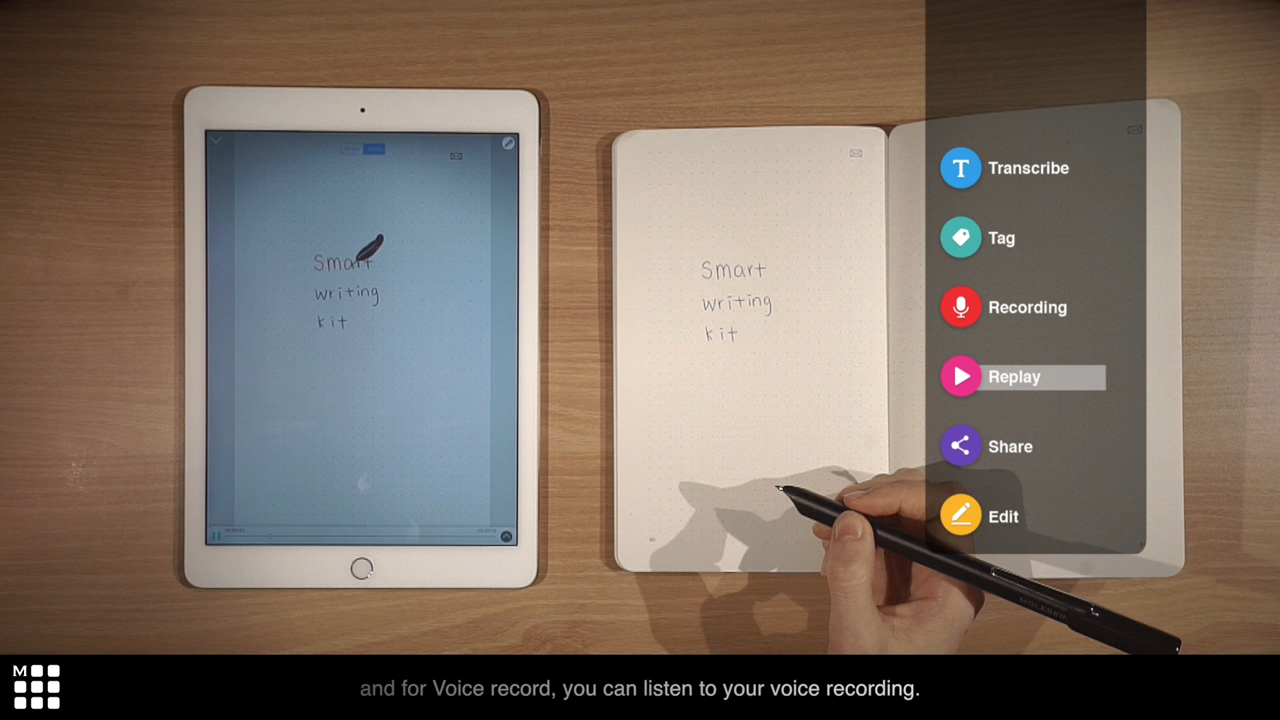 Smart
writing
kit
Smart
writing
kit
Transcribe
Tag
Recording
Replay
Share
Edit
MOLESKINE
M
and for Voice record, you can listen to your voice recording.